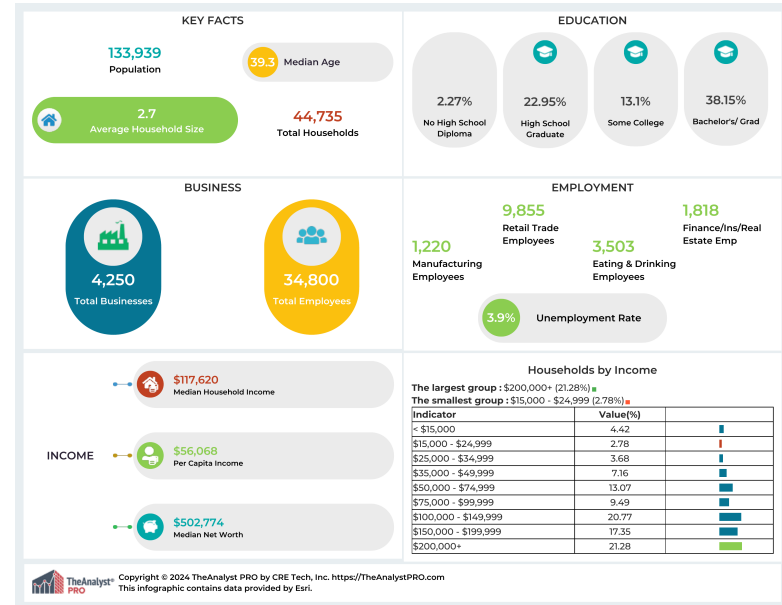 KEY FACTS
133,939
Population
39.3 Median Age
2.7
Average Household Size
44,735
Total Households
EDUCATION
2.27%
No High School
Diploma
22.95%
High School
Graduate
13.1%
Some College
38.15%
Bachelor's/ Grad
BUSINESS
4,250
Total Businesses
34,800
Total Employees
EMPLOYMENT
1,220
Manufacturing
Employees
9,855
Retail Trade
Employees
3,503
Eating & Drinking
Employees
1,818
Finance/Ins/Real
Estate Emp
3.9% Unemployment Rate
INCOME
$117,620
Median Household Income
$56,068
Per Capita Income
$502,774
Median Net Worth
Households by Income
The largest group : $200,000+ (21.28%)
The smallest group : $15,000 - $24,999 (2.78%)
Indicator Value(%)
< $15,000 4.42
$15,000 - $24,999 2.78
$25,000 - $34,999 3.68
$35,000 - $49,999 7.16
$50,000 - $74,999 13.07
$75,000 - $99,999 9.49
$100,000 - $149,999 20.77
$150,000 - $199,999 17.35
$200,000+ 21.28
TheAnalyst®
PRO
Copyright © 2024 TheAnalyst PRO by CRE Tech, Inc. https://TheAnalystPRO.com
This infographic contains data provided by Esri.